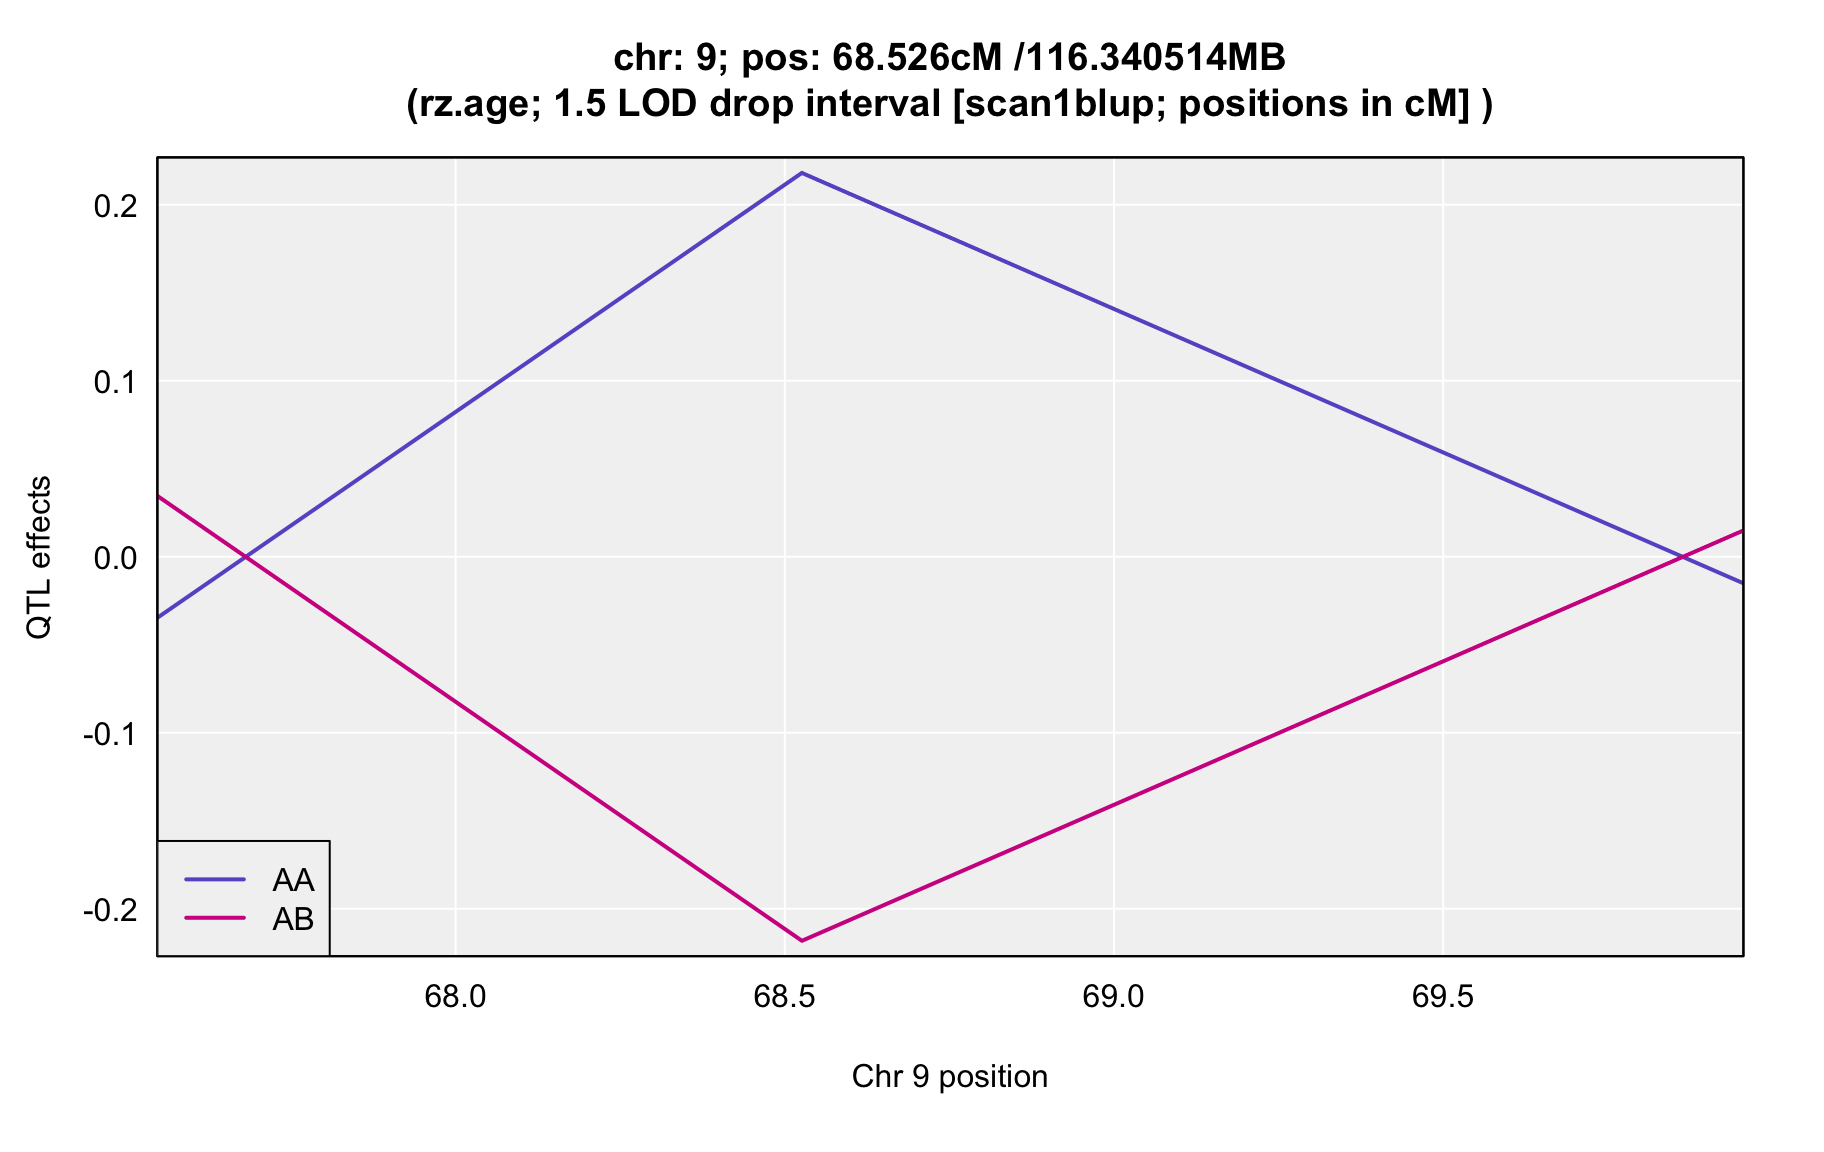 chr: 9; pos: 68.526cM /116.340514MB
(rz.age; 1.5 LOD drop interval [scan1blup; positions in cM] )
QTL effects
0.2
0.1
0.0
-0.1
-0.2
AA
AB
68.0
68.5
69.0
69.5
Chr 9 position